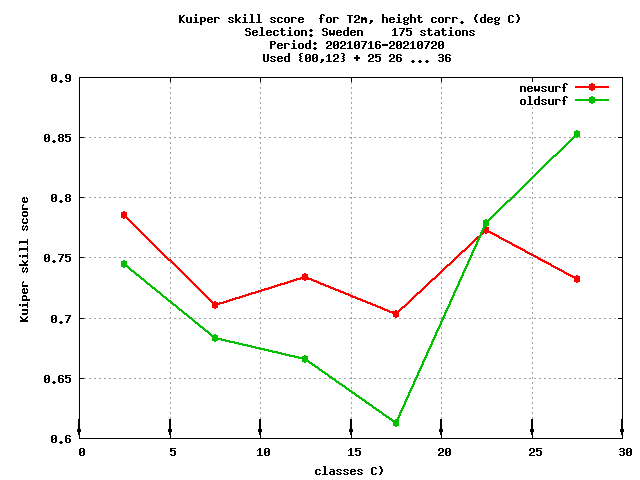 Kuiper skill score  for T2m, height corr. (deg C)
Selection: Sweden    175 stations
Period: 20210716-20210720
Used {00,12} + 25 26 ... 36
newsurf
oldsurf
Kuiper skill score
0.9
0.85
0.8
0.75
0.7
0.65
0.6
0 5 10 15 20 25 30
classes C)